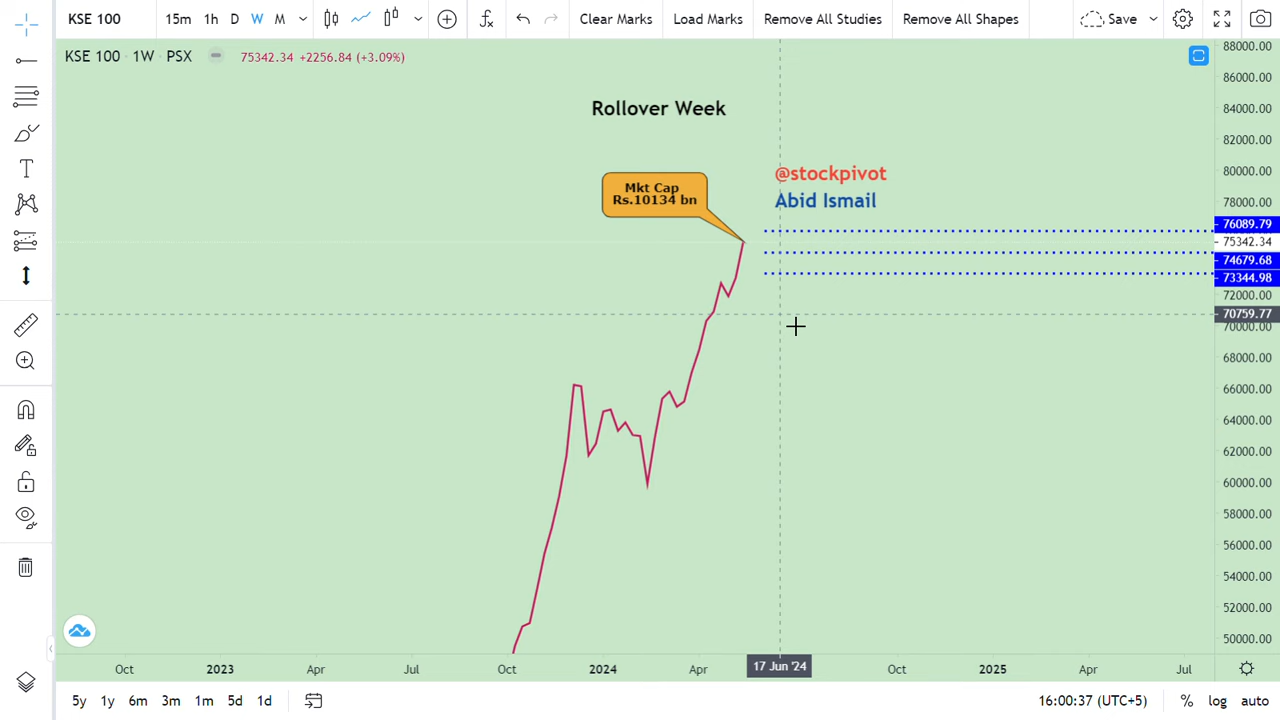 KSE 100
15m 1h D W M
Clear Marks
Load Marks
Remove All Studies
Remove All Shapes
Save
KSE 100 · 1W · PSX
75342.34 +2256.84 (+3.09%)
Rollover Week
Mkt Cap
Rs.10134 bn
@stockpivot
Abid Ismail
88000.00
86000.00
84000.00
82000.00
80000.00
78000.00
76089.79
75342.34
74679.68
73344.98
72000.00
70759.77
70000.00
68000.00
66000.00
64000.00
62000.00
60000.00
58000.00
56000.00
54000.00
52000.00
50000.00
Oct 2023 Apr Jul Oct 2024 Apr 17 Jun '24 Oct 2025 Apr Jul
5y 1y 6m 3m 1m 5d 1d
16:00:37 (UTC+5)
% log auto